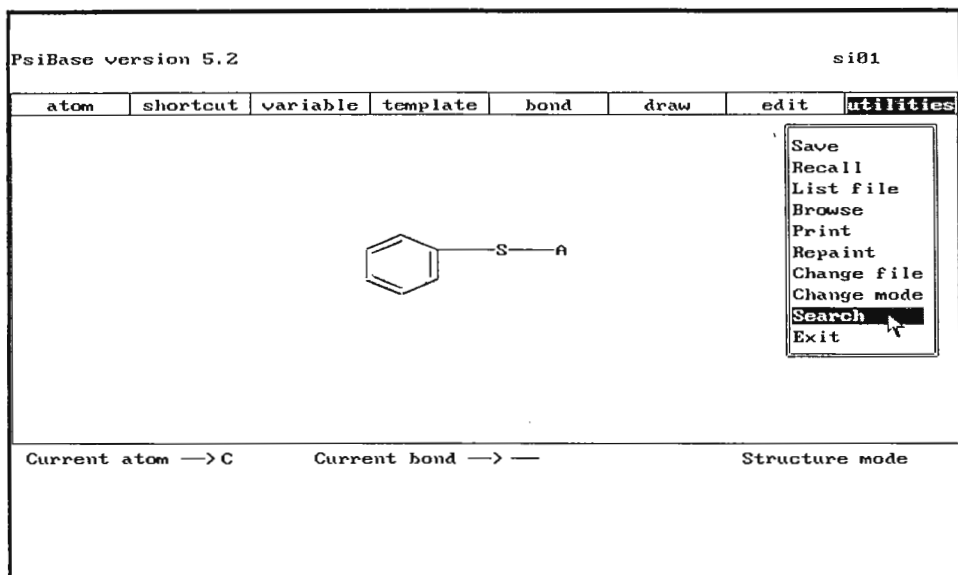 PsiBase version 5.2 si01
atom shortcut variable template bond draw edit utilities
Save
Recall
List file
Browse
Print
Repaint
Change file
Change mode
Search
Exit
S A
Current atom —> C Current bond —> — Structure mode